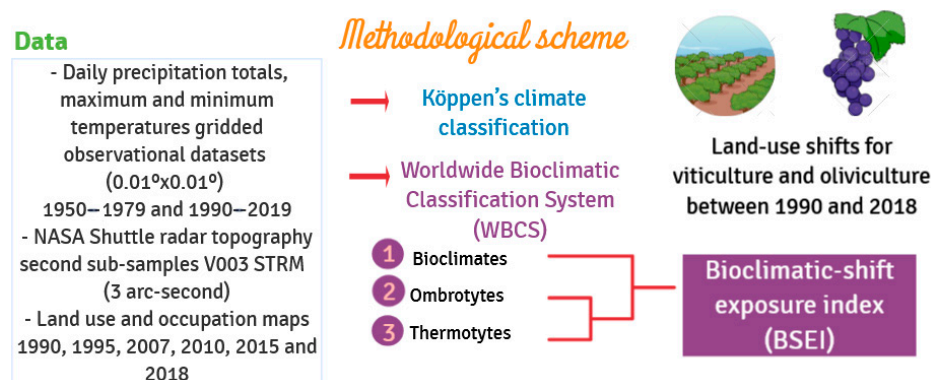 Data
- Daily precipitation totals,
maximum and minimum
temperatures gridded
observational datasets
(0.01ºx0.01º)
1950–1979 and 1990–2019
- NASA Shuttle radar topography
second sub-samples V003 STRM
(3 arc-second)
- Land use and occupation maps
1990, 1995, 2007, 2010, 2015 and
2018
Methodological scheme
Köppen's climate
classification
Worldwide Bioclimatic
Classification System
(WBCS)
1 Bioclimates
2 Ombrotytes
3 Thermotytes
Land-use shifts for
viticulture and oliviculture
between 1990 and 2018
Bioclimatic-shift
exposure index
(BSEI)